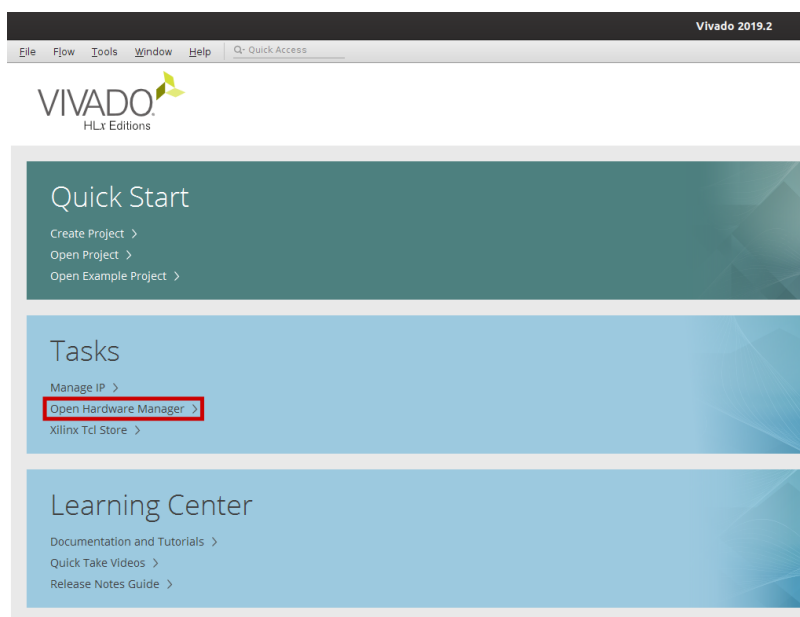 Vivado 2019.2
File Flow Tools Window Help Q- Quick Access
VIVADO.
HLx Editions
Quick Start
Create Project >
Open Project >
Open Example Project >
Tasks
Manage IP >
Open Hardware Manager >
Xilinx Tcl Store >
Learning Center
Documentation and Tutorials >
Quick Take Videos >
Release Notes Guide >